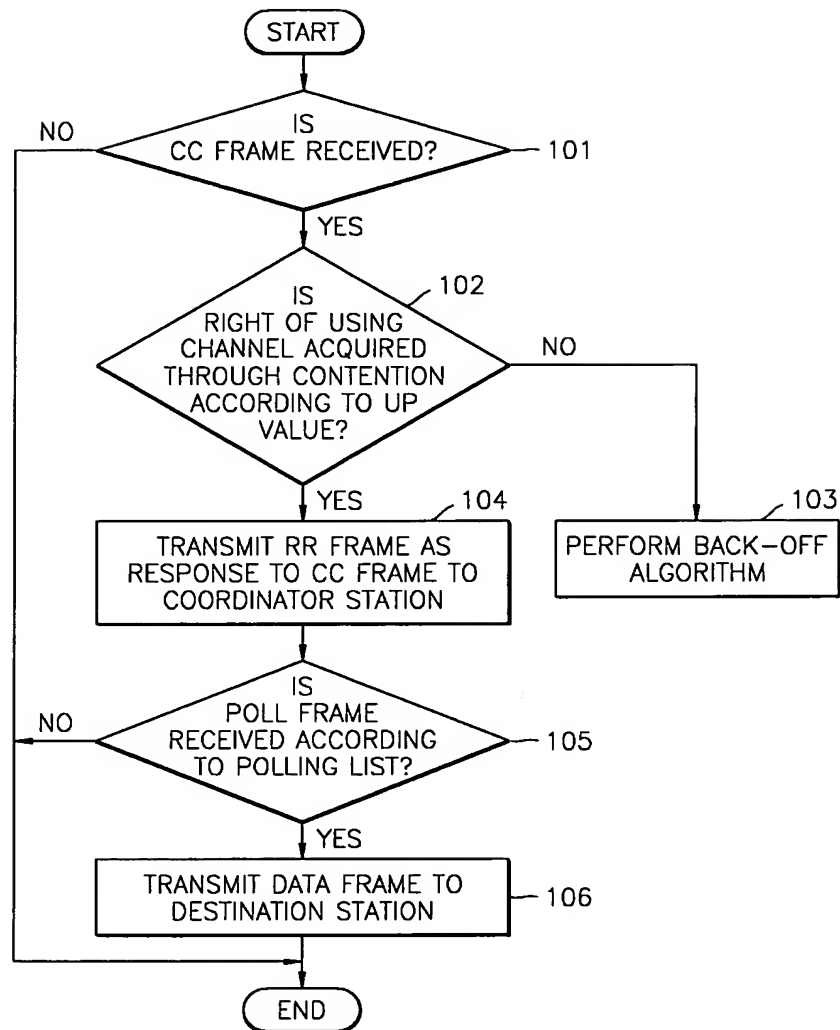 START
IS
CC FRAME RECEIVED?
NO
101
YES
IS
RIGHT OF USING
CHANNEL ACQUIRED
THROUGH CONTENTION
ACCORDING TO UP
VALUE?
102
NO
YES
104
TRANSMIT RR FRAME AS
RESPONSE TO CC FRAME TO
COORDINATOR STATION
103
PERFORM BACK-OFF
ALGORITHM
IS
POLL FRAME
RECEIVED ACCORDING
TO POLLING LIST?
NO
105
YES
TRANSMIT DATA FRAME TO
DESTINATION STATION
106
END